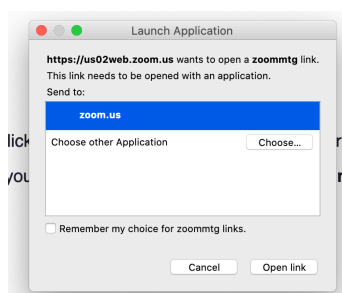 Launch Application
https://us02web.zoom.us wants to open a zoommtg link.
This link needs to be opened with an application.
Send to:
zoom.us
Choose other Application
Choose...
Remember my choice for zoommtg links.
Cancel
Open link